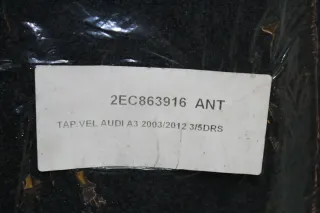 2EC863916 ANT
TAP.VEL AUDI A3 2003/2012 3/5DRS